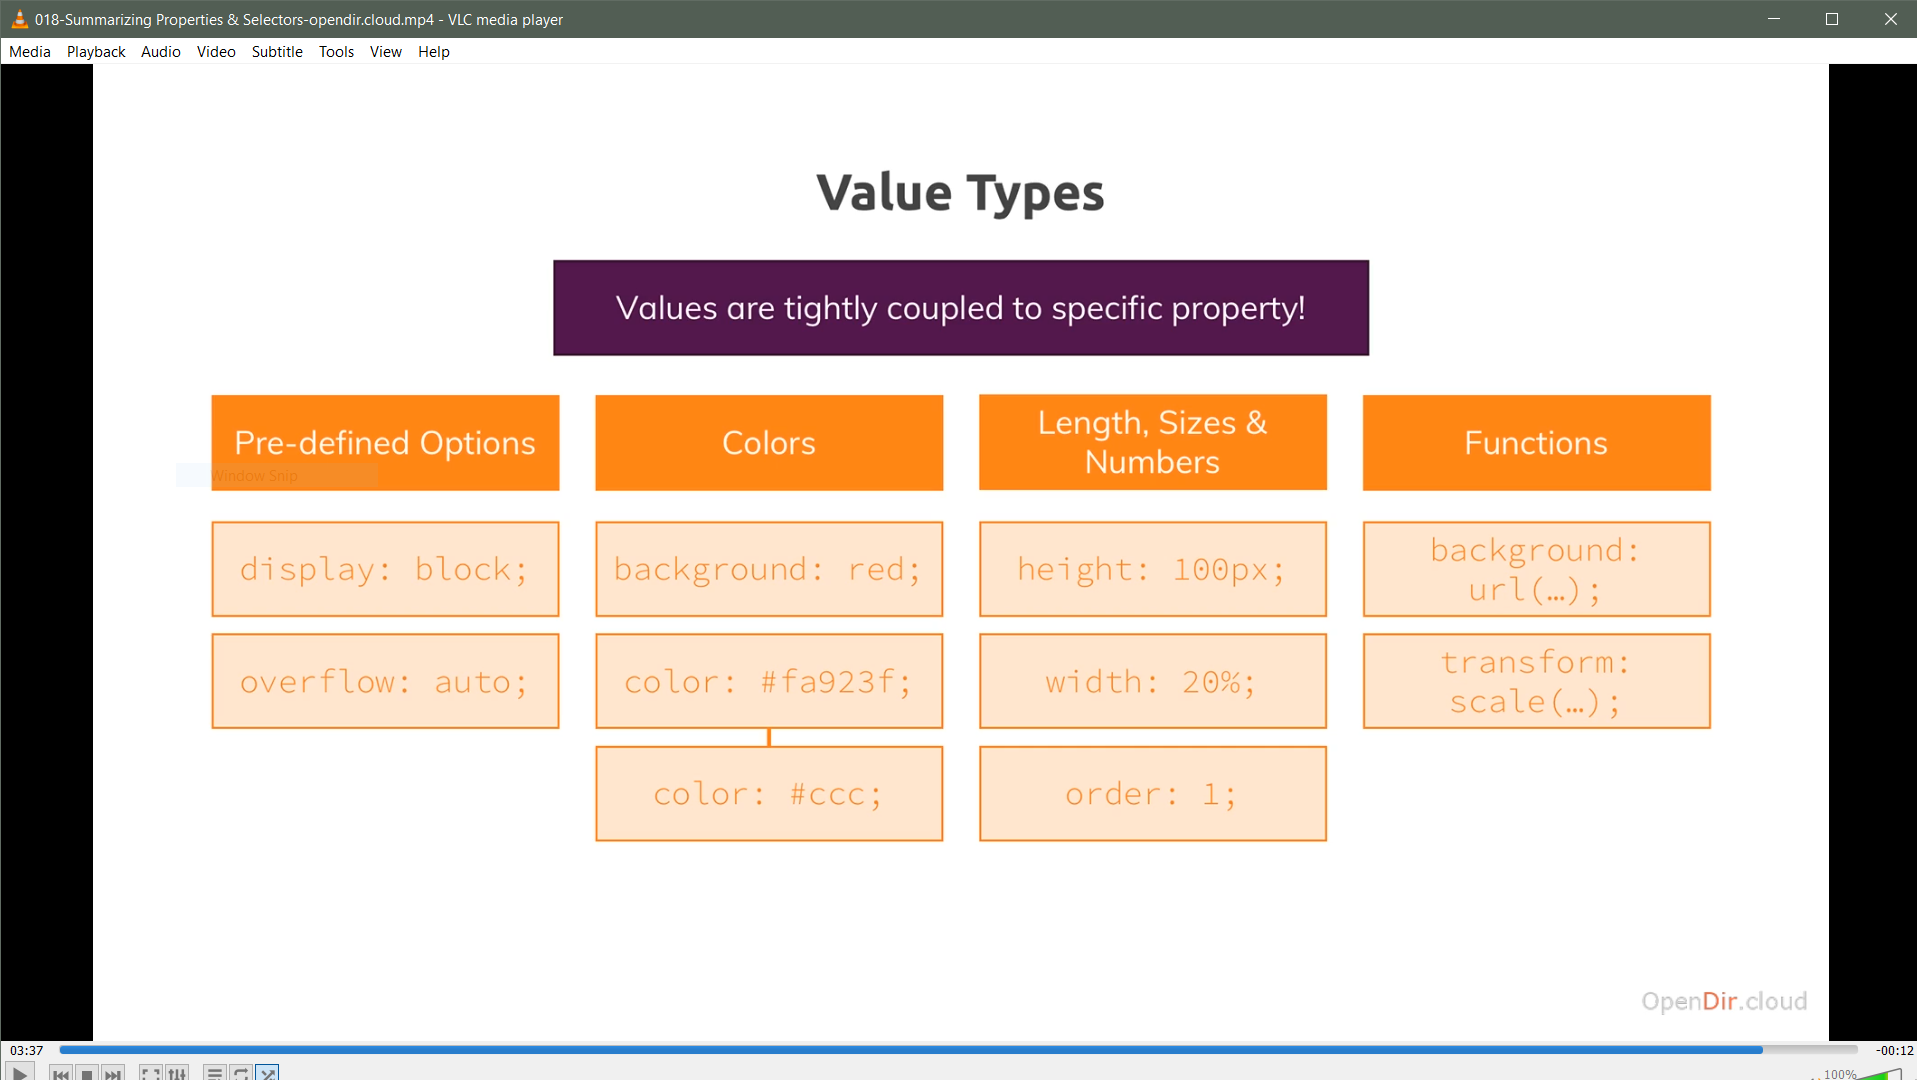 018-Summarizing Properties & Selectors-opendir.cloud.mp4 - VLC media player
Media Playback Audio Video Subtitle Tools View Help
Value Types
Values are tightly coupled to specific property!
Pre-defined Options
Window Snip
display: block;
overflow: auto;
Colors
background: red;
color: #fa923f;
color: #ccc;
Length, Sizes &
Numbers
height: 100px;
width: 20%;
order: 1;
Functions
background:
url(…);
transform:
scale(…);
OpenDir.cloud
03:37
-00:12
100%